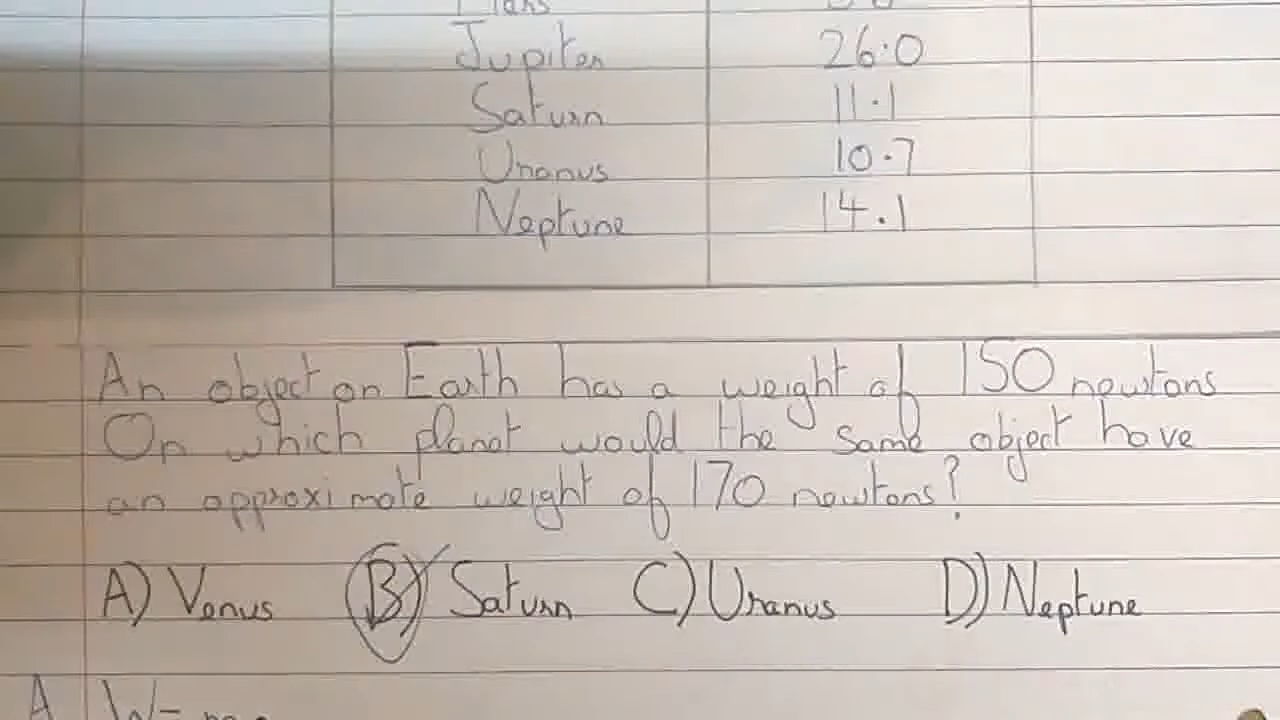 Jupiter 26.0
Saturn 11.1
Uranus 10.7
Neptune 14.1
An object on Earth has a weight of 150 newtons
On which planet would the same object have
an approximate weight of 170 newtons?
A) Venus B) Saturn C) Uranus D) Neptune
A W=